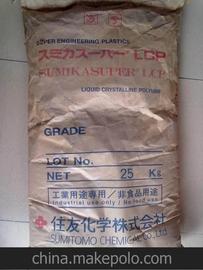 SUPER ENGINEERING PLASTICS
スミカスーパー LCP
SUMIKASUPER LCP
LIQUID CRYSTALLINE POLYMER
GRADE
LOT No.
NET 25 Kg
工業用途専用/非食品用途
住友化学株式会社
SUMITOMO CHEMICAL Co., Ltd.
china.makepolo.com